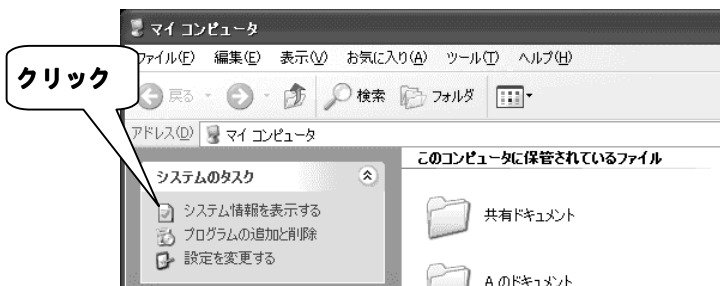 マイ コンピュータ
ファイル(F) 編集(E) 表示(V) お気に入り(A) ツール(T) ヘルプ(H)
クリック
戻る 検索 フォルダ
アドレス(D) マイ コンピュータ
このコンピュータに保管されているファイル
システムのタスク
システム情報を表示する
共有ドキュメント
プログラムの追加と削除
設定を変更する
A のドキュメント